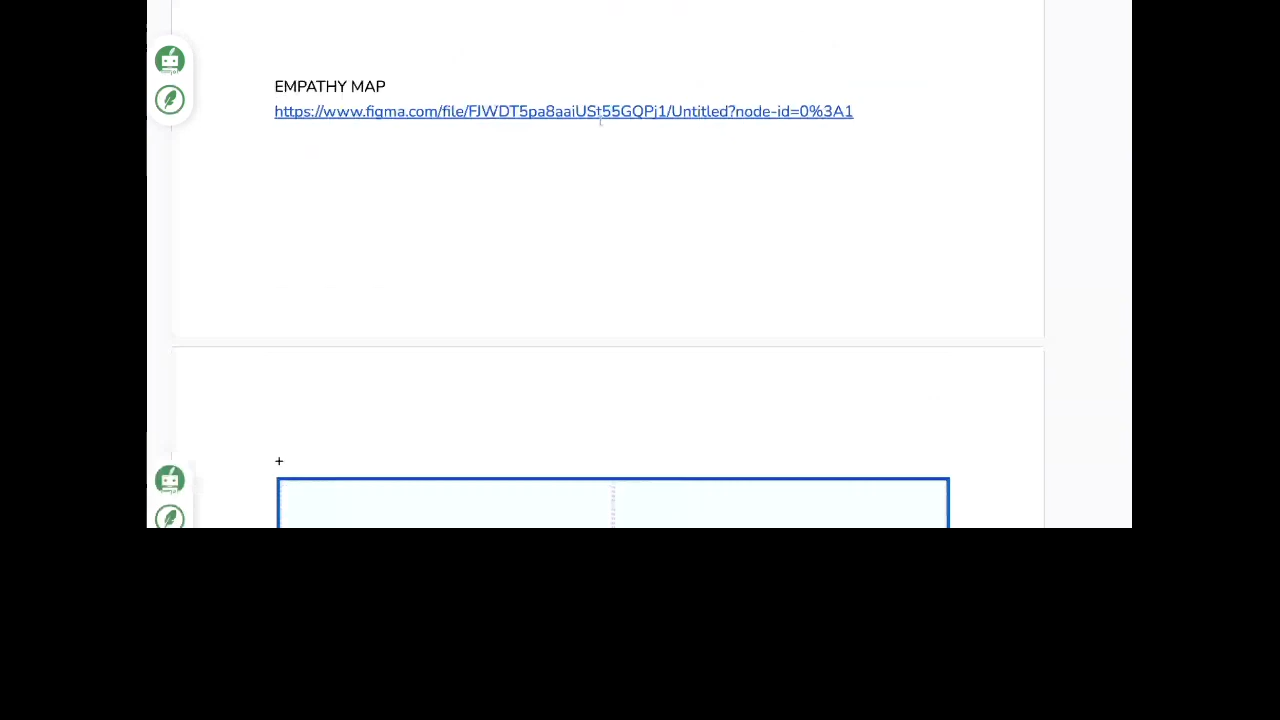 EMPATHY MAP
https://www.figma.com/file/FJWDT5pa8aaiUSt55GQPj1/Untitled?node-id=0%3A1
+